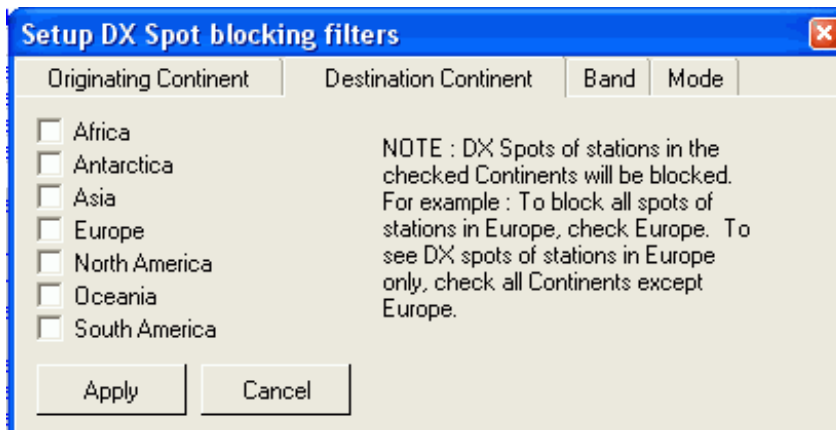 Setup DX Spot blocking filters
Originating Continent Destination Continent Band Mode
Africa
Antarctica
Asia
Europe
North America
Oceania
South America
NOTE : DX Spots of stations in the
checked Continents will be blocked.
For example : To block all spots of
stations in Europe, check Europe. To
see DX spots of stations in Europe
only, check all Continents except
Europe.
Apply Cancel